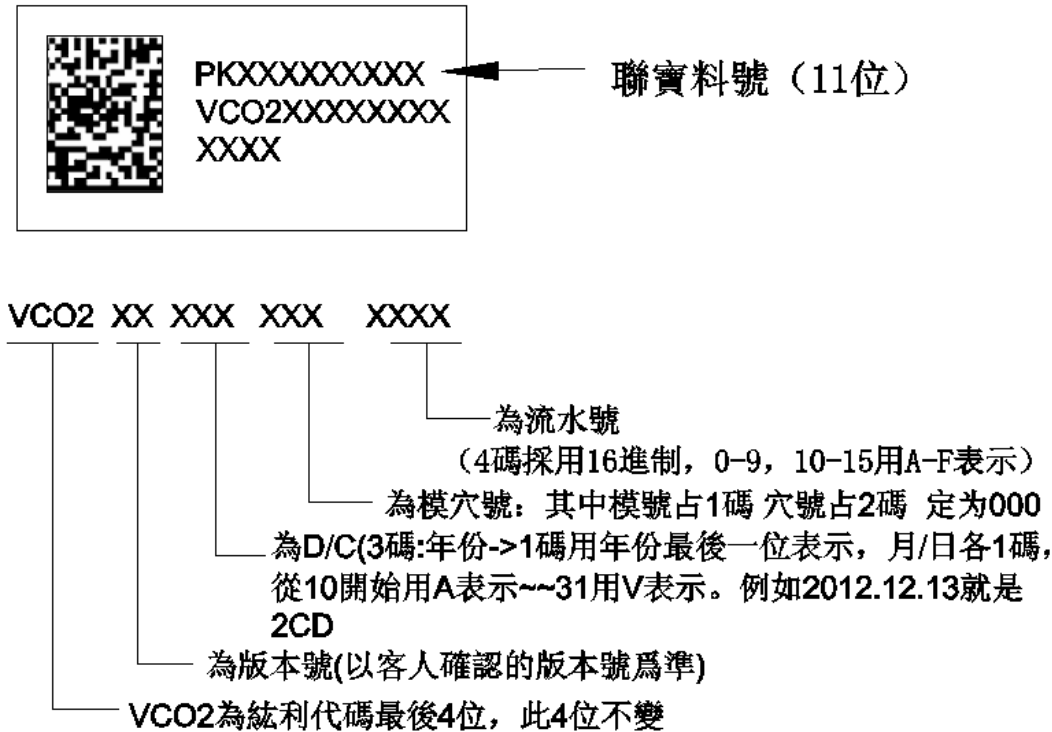 PKXXXXXXXXX
聯寶料號（11位）
VCO2XXXXXXXX
XXXX
VCO2 XX XXX XXX XXXX
為流水號
（4碼採用16進制，0-9，10-15用A-F表示）
為模穴號：其中模號占1碼 穴號占2碼 定为000
為D/C(3碼:年份->1碼用年份最後一位表示，月/日各1碼，
從10開始用A表示~~31用V表示。例如2012.12.13就是
2CD
為版本號(以客人確認的版本號爲準)
VCO2為紘利代碼最後4位，此4位不變